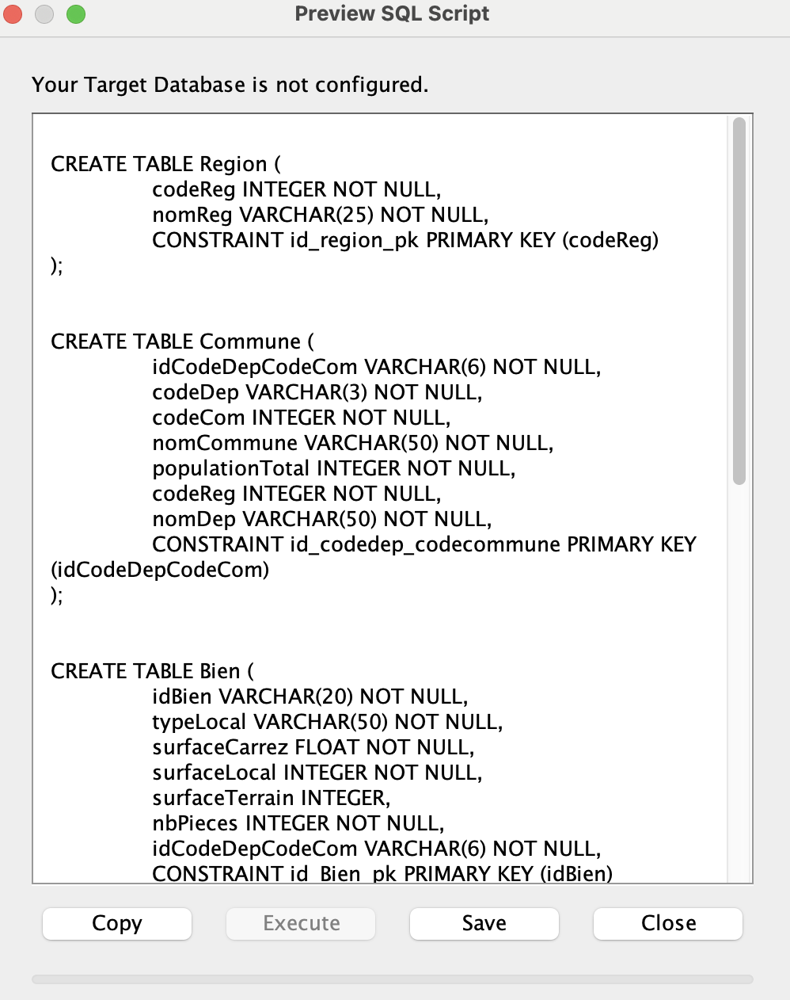 Preview SQL Script
Your Target Database is not configured.
CREATE TABLE Region (
codeReg INTEGER NOT NULL,
nomReg VARCHAR(25) NOT NULL,
CONSTRAINT id_region_pk PRIMARY KEY (codeReg)
);
CREATE TABLE Commune (
idCodeDepCodeCom VARCHAR(6) NOT NULL,
codeDep VARCHAR(3) NOT NULL,
codeCom INTEGER NOT NULL,
nomCommune VARCHAR(50) NOT NULL,
populationTotal INTEGER NOT NULL,
codeReg INTEGER NOT NULL,
nomDep VARCHAR(50) NOT NULL,
CONSTRAINT id_codedep_codecommune PRIMARY KEY
(idCodeDepCodeCom)
);
CREATE TABLE Bien (
idBien VARCHAR(20) NOT NULL,
typeLocal VARCHAR(50) NOT NULL,
surfaceCarrez FLOAT NOT NULL,
surfaceLocal INTEGER NOT NULL,
surfaceTerrain INTEGER,
nbPieces INTEGER NOT NULL,
idCodeDepCodeCom VARCHAR(6) NOT NULL,
CONSTRAINT id_Bien_pk PRIMARY KEY (idBien)
Copy Execute Save Close